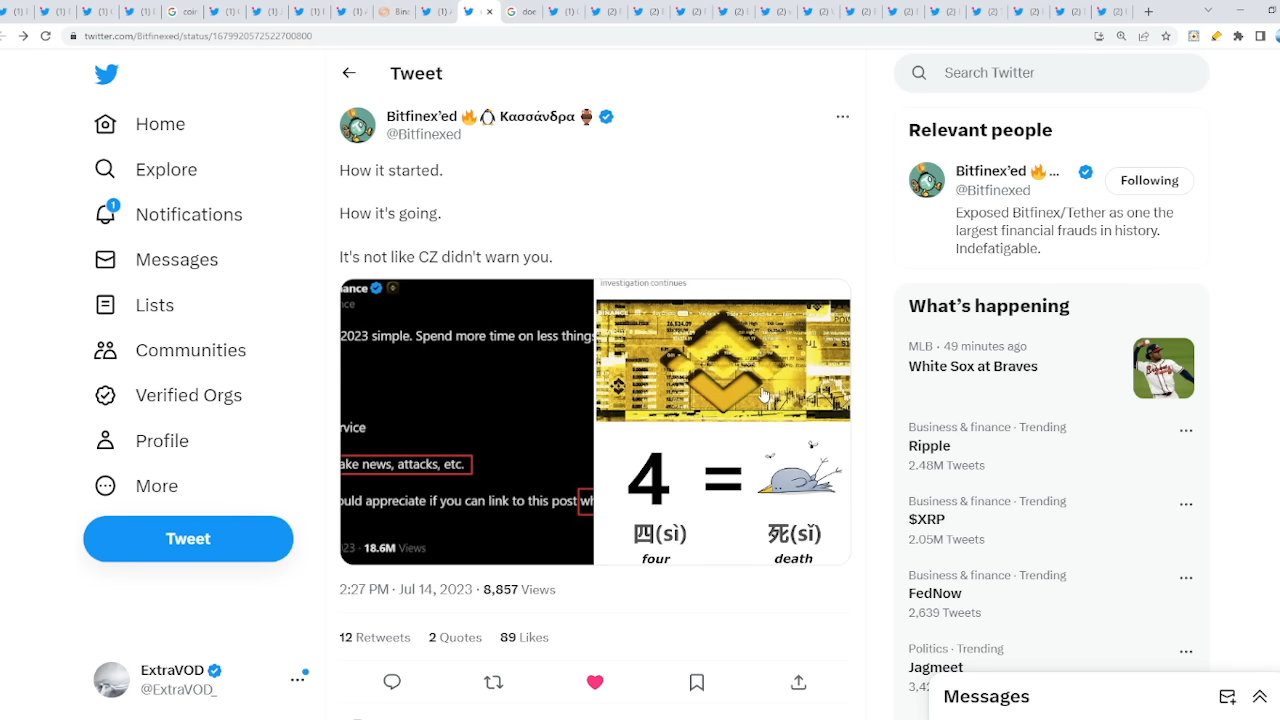 twitter.com/Bitfinexed/status/1679920572522700800
Home
Explore
1
Notifications
Messages
Lists
Communities
Verified Orgs
Profile
More
Tweet
ExtraVOD
@ExtraVOD_
Tweet
Bitfinex’ed 🔥🐧 Κασσάνδρα 🏺
@Bitfinexed
How it started.
How it's going.
It's not like CZ didn't warn you.
2023 simple. Spend more time on less things
ake news, attacks, etc.
ould appreciate if you can link to this post wh
18.6M Views
investigation continues
4 =
四(sì) 死(sǐ)
four death
2:27 PM · Jul 14, 2023 · 8,857 Views
12 Retweets 2 Quotes 89 Likes
Search Twitter
Relevant people
Bitfinex’ed 🔥...
@Bitfinexed
Following
Exposed Bitfinex/Tether as one the
largest financial frauds in history.
Indefatigable.
What’s happening
MLB · 49 minutes ago
White Sox at Braves
Business & finance · Trending
Ripple
2.48M Tweets
Business & finance · Trending
$XRP
2.05M Tweets
Business & finance · Trending
FedNow
2,639 Tweets
Politics · Trending
Jagmeet
Messages